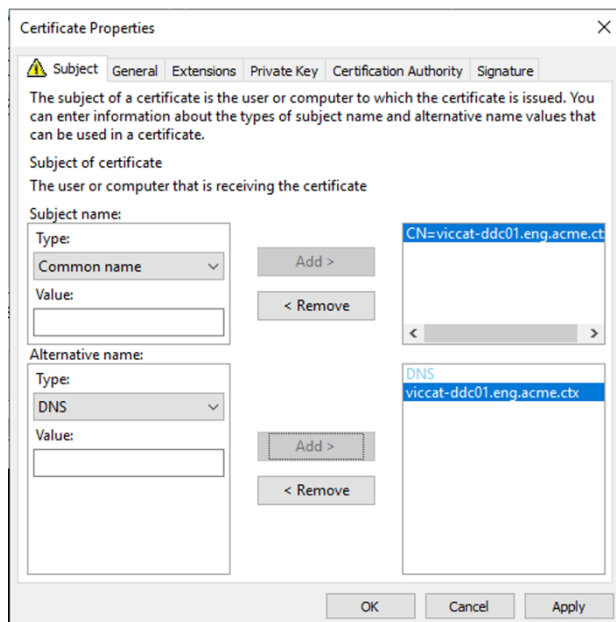 Certificate Properties
Subject General Extensions Private Key Certification Authority Signature
The subject of a certificate is the user or computer to which the certificate is issued. You
can enter information about the types of subject name and alternative name values that
can be used in a certificate.
Subject of certificate
The user or computer that is receiving the certificate
Subject name:
Type:
Common name
Value:
Add >
< Remove
CN=viccat-ddc01.eng.acme.ct
Alternative name:
Type:
DNS
Value:
Add >
< Remove
DNS
viccat-ddc01.eng.acme.ctx
OK Cancel Apply